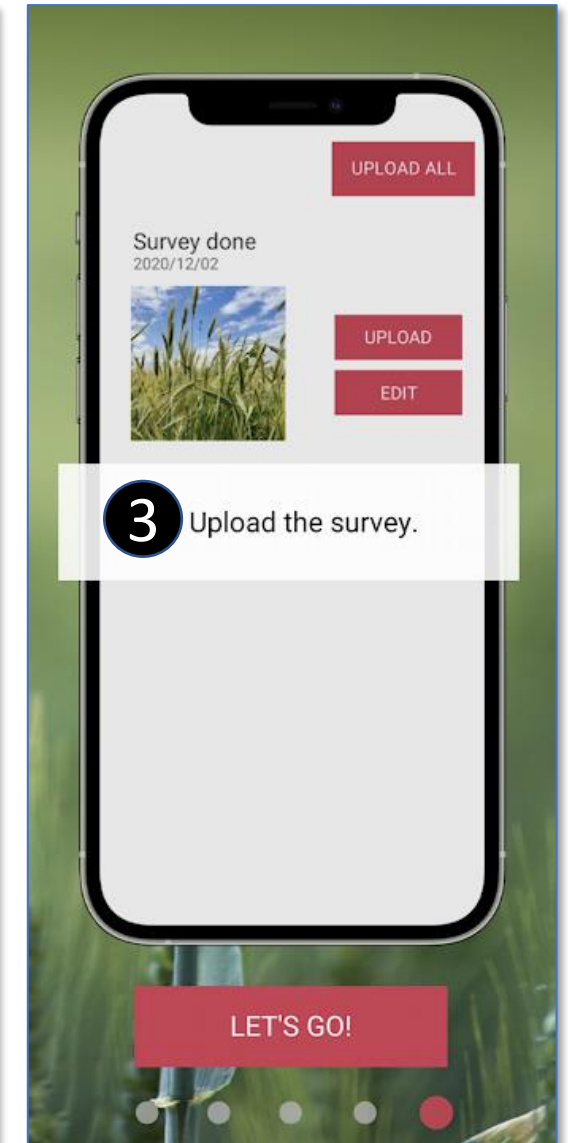 UPLOAD ALL
Survey done
2020/12/02
UPLOAD
EDIT
3 Upload the survey.
LET'S GO!